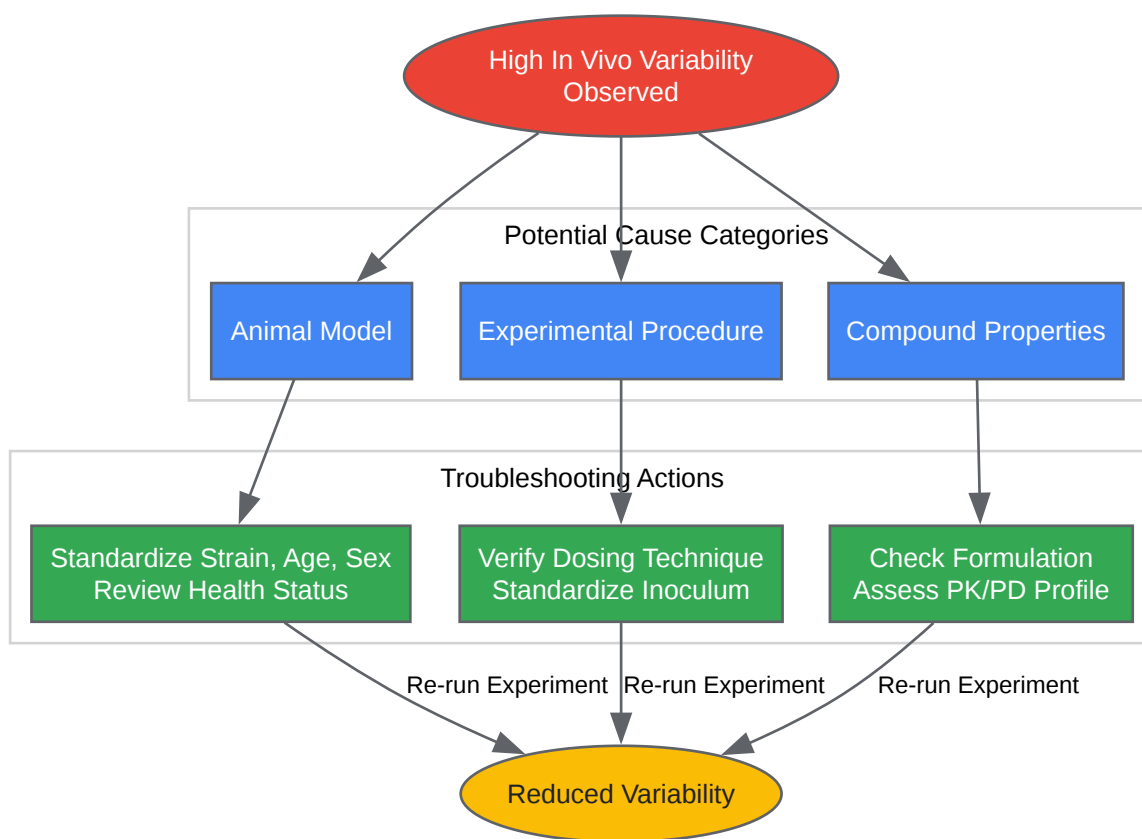 High In Vivo Variability
Observed
Potential Cause Categories
Animal Model
Experimental Procedure
Compound Properties
Troubleshooting Actions
Standardize Strain, Age, Sex
Review Health Status
Verify Dosing Technique
Standardize Inoculum
Check Formulation
Assess PK/PD Profile
Re-run Experiment
Re-run Experiment
Re-run Experiment
Reduced Variability